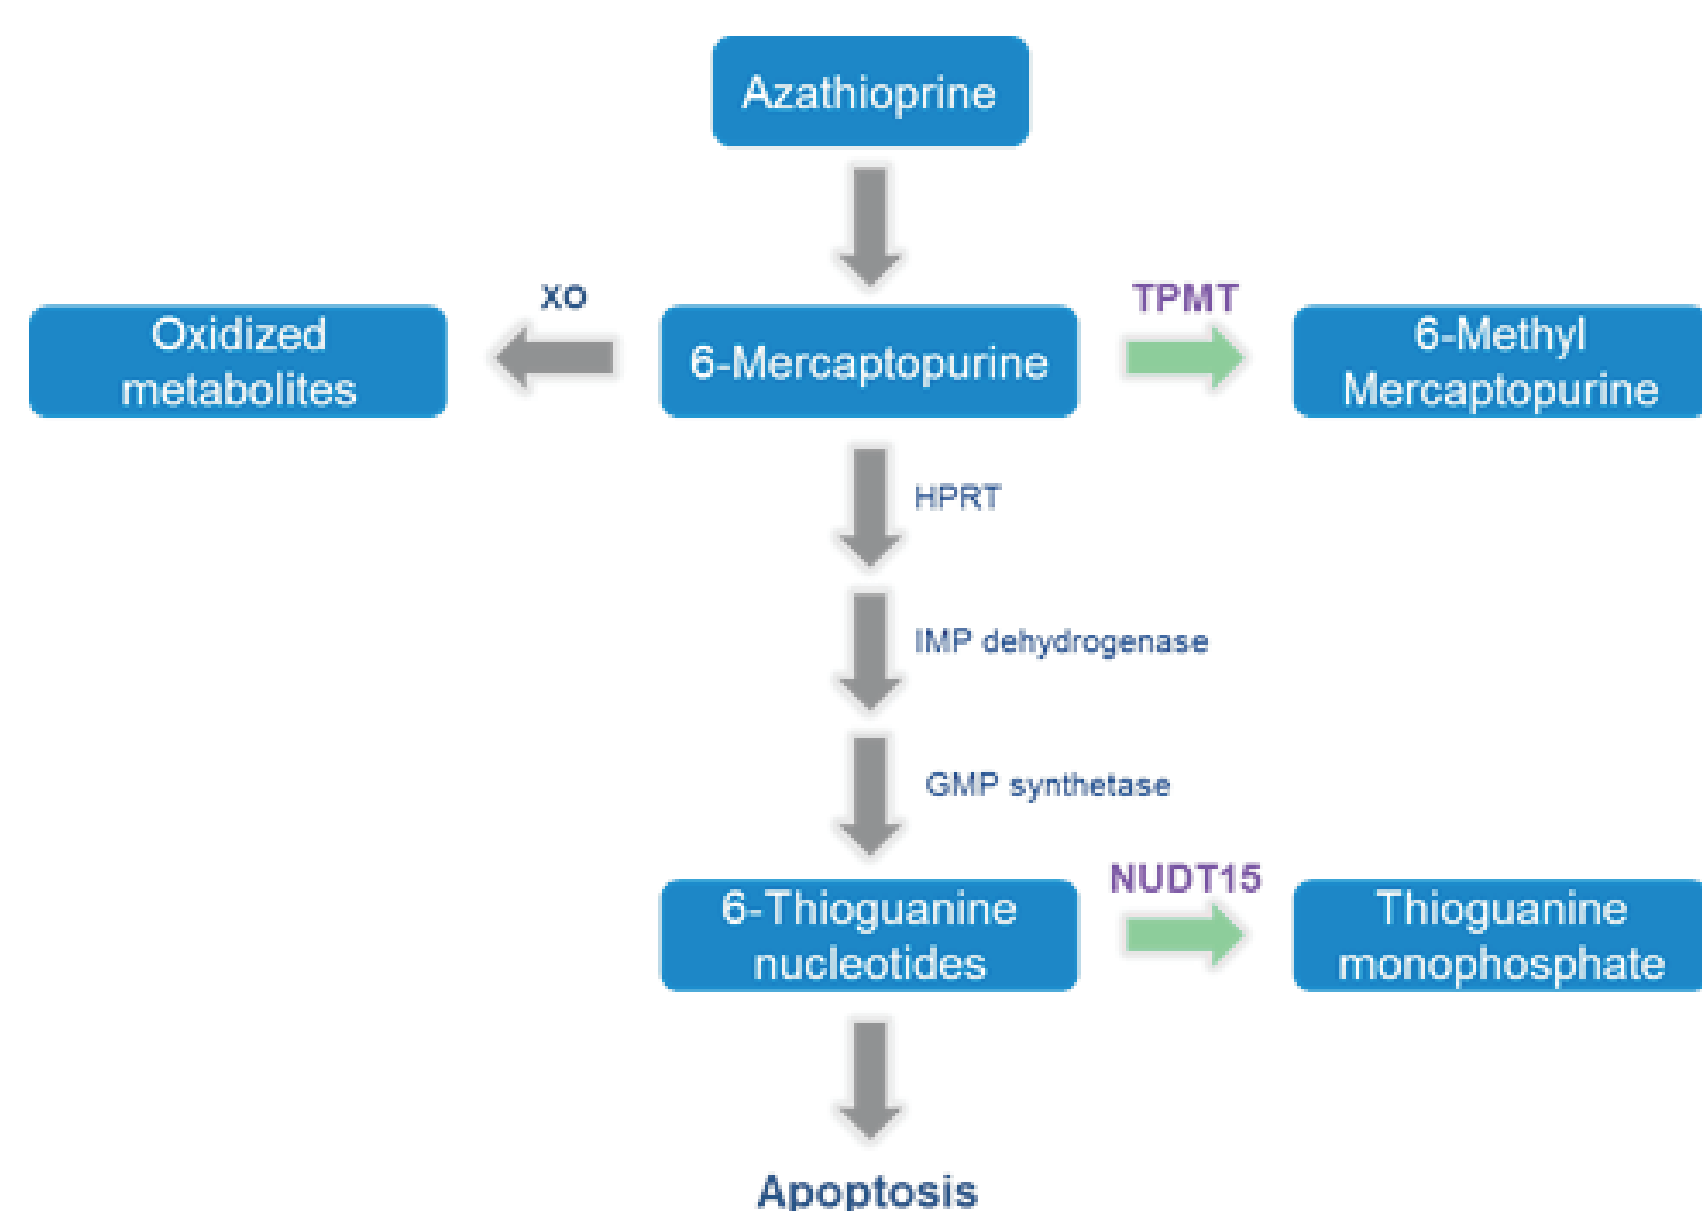 Azathioprine
XO
TPMT
Oxidized
metabolites
6-Mercaptopurine
6-Methyl
Mercaptopurine
HPRT
IMP dehydrogenase
GMP synthetase
NUDT15
6-Thioguanine
nucleotides
Thioguanine
monophosphate
Apoptosis